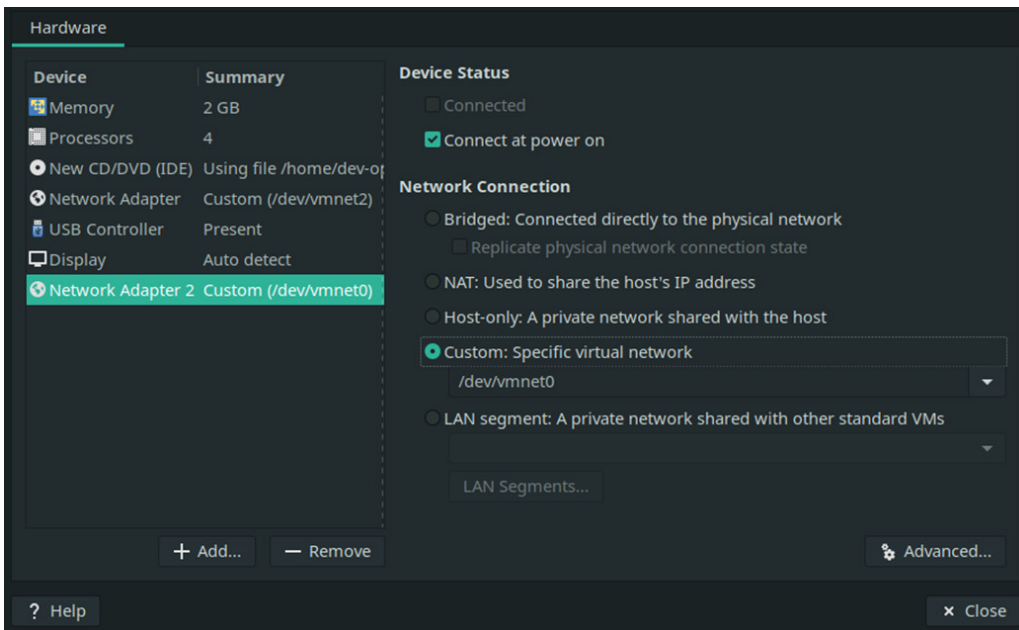 Hardware
Device Summary
Memory 2 GB
Processors 4
New CD/DVD (IDE) Using file /home/dev-op
Network Adapter Custom (/dev/vmnet2)
USB Controller Present
Display Auto detect
Network Adapter 2 Custom (/dev/vmnet0)
+ Add...
− Remove
Device Status
Connected
Connect at power on
Network Connection
Bridged: Connected directly to the physical network
Replicate physical network connection state
NAT: Used to share the host's IP address
Host-only: A private network shared with the host
Custom: Specific virtual network
/dev/vmnet0
LAN segment: A private network shared with other standard VMs
LAN Segments...
Advanced...
? Help
× Close